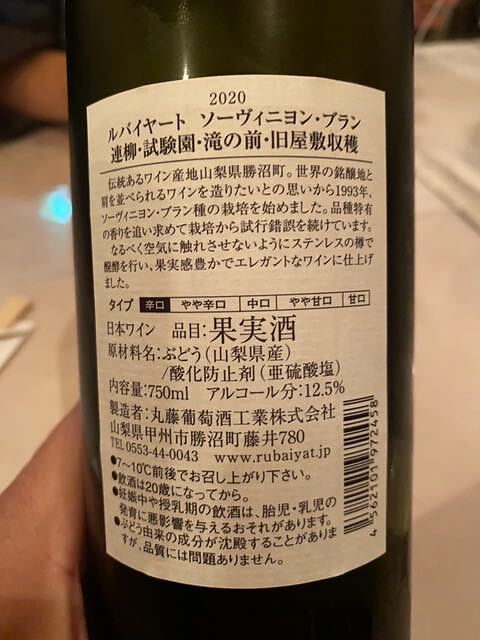 2020
ルバイヤート ソーヴィニヨン・ブラン
連柳・試験園・滝の前・旧屋敷収穫
伝統あるワイン産地山梨県勝沼町。世界の銘醸地と
肩を並べられるワインを造りたいとの思いから1993年、
ソーヴィニヨン・ブラン種の栽培を始めました。品種特有
の香りを追い求めて栽培から試行錯誤を続けています。
なるべく空気に触れさせないようにステンレスの樽で
醗酵を行い、果実感豊かでエレガントなワインに仕上げ
ました。
タイプ 辛口 やや辛口 中口 やや甘口 甘口
日本ワイン 品目:果実酒
原材料名:ぶどう(山梨県産)
/酸化防止剤(亜硫酸塩)
内容量:750ml アルコール分:12.5%
製造者:丸藤葡萄酒工業株式会社
山梨県甲州市勝沼町藤井780
TEL 0553-44-0043 www.rubaiyat.jp
●7~10℃前後でお召し上がり下さい。
●飲酒は20歳になってから。
●妊娠中や授乳期の飲酒は、胎児・乳児の
発育に悪影響を与えるおそれがあります。
●ぶどう由来の成分が沈殿することがありま
すが、品質には問題ありません。
4 562101 972458